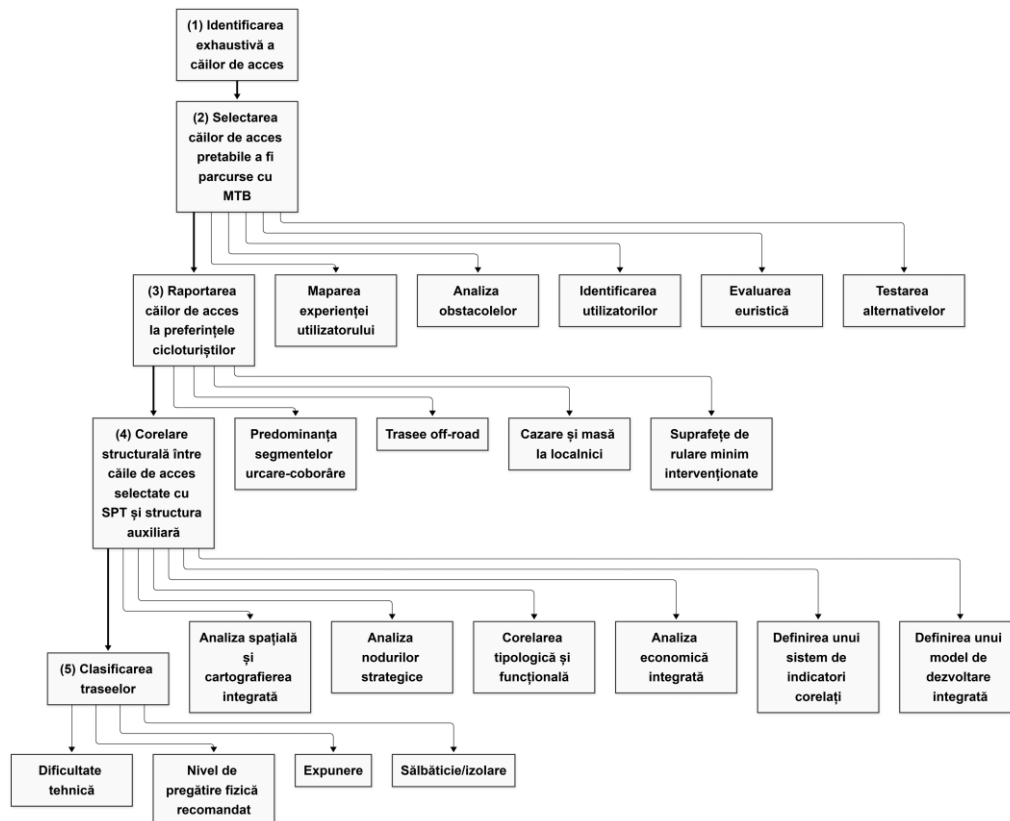 (1) Identificarea
exhaustivă a
căilor de acces
(2) Selectarea
căilor de acces
pretabile a fi
parcurse cu
MTB
(3) Raportarea
căilor de acces
la preferințele
cicloturiștilor
Maparea
experienței
utilizatorului
Analiza
obstacolelor
Identificarea
utilizatorilor
Evaluarea
euristică
Testarea
alternativelor
(4) Corelare
structurală între
căile de acces
selectate cu
SPT și structura
auxiliară
Predominanța
segmentelor
urcare-coborâre
Trasee off-road
Cazare și masă
la localnici
Suprafețe de
rulare minim
intervenționate
(5) Clasificarea
traseelor
Analiza spațială
și
cartografierea
integrată
Analiza
nodurilor
strategice
Corelarea
tipologică și
funcțională
Analiza
economică
integrată
Definirea unui
sistem de
indicatori
corelați
Definirea unui
model de
dezvoltare
integrată
Dificultate
tehnică
Nivel de
pregătire fizică
recomandat
Expunere
Sălbăticie/izolare